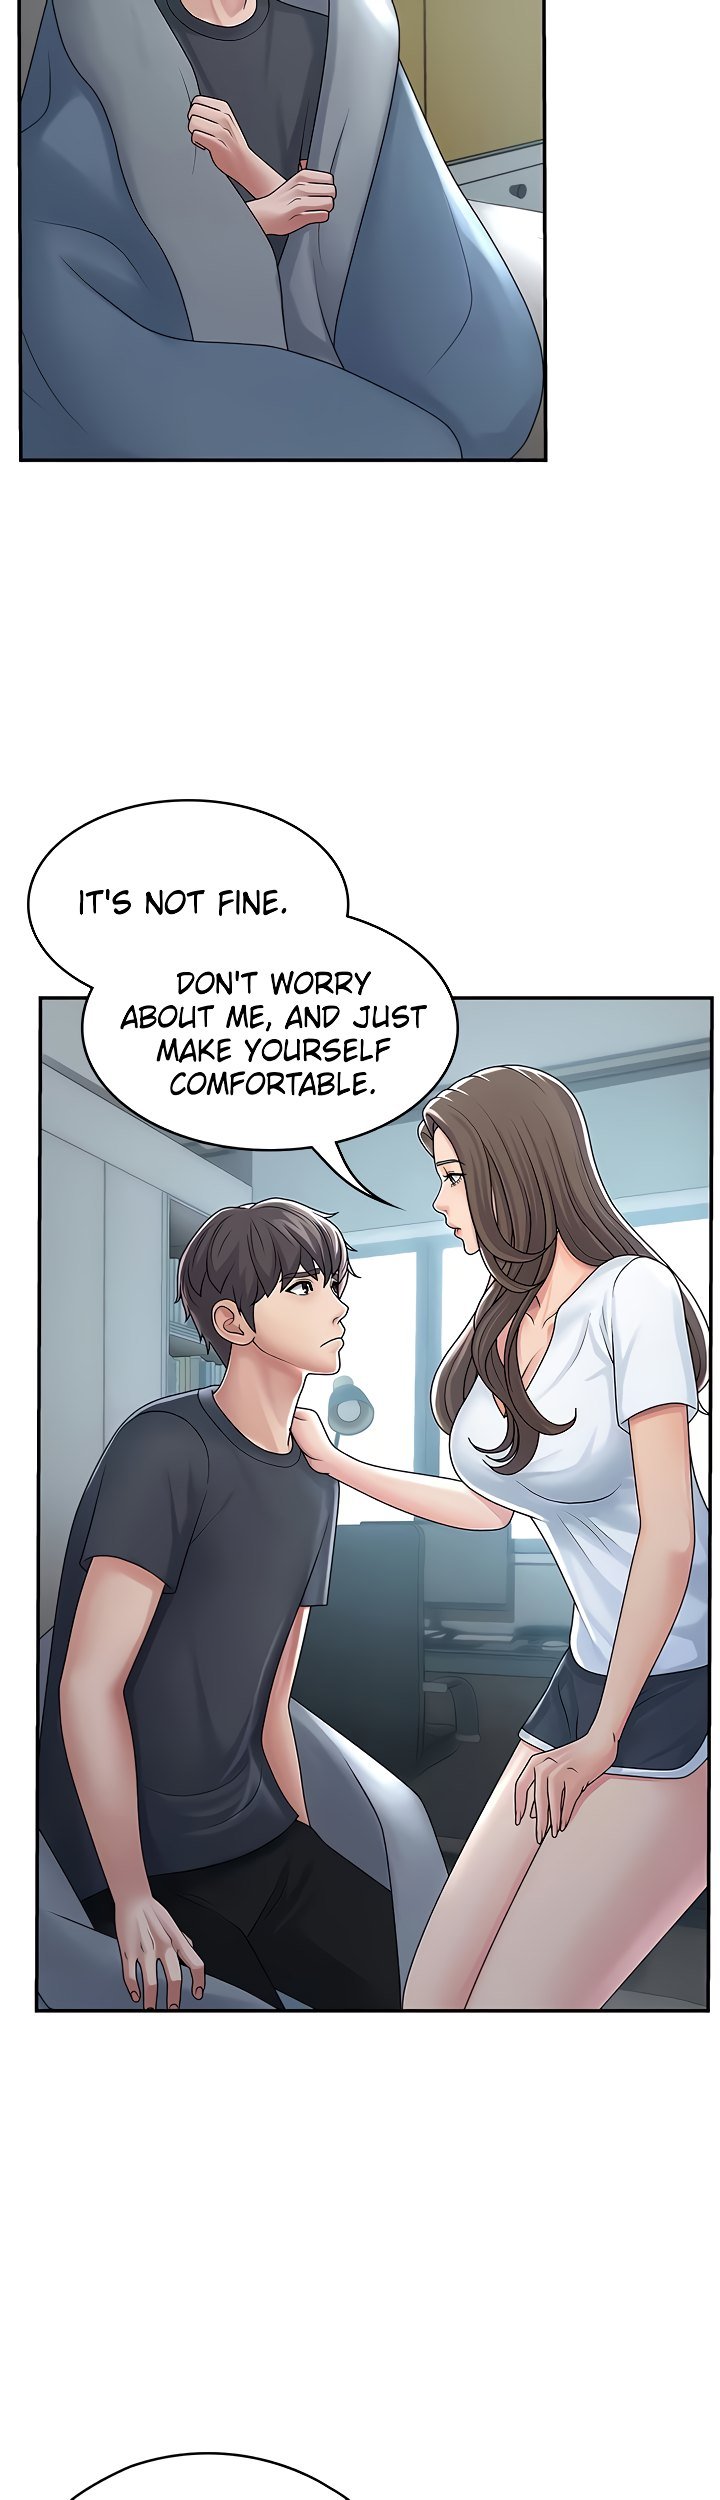 IT'S NOT FINE.
DON'T WORRY
ABOUT ME, AND JUST
MAKE YOURSELF
COMFORTABLE.